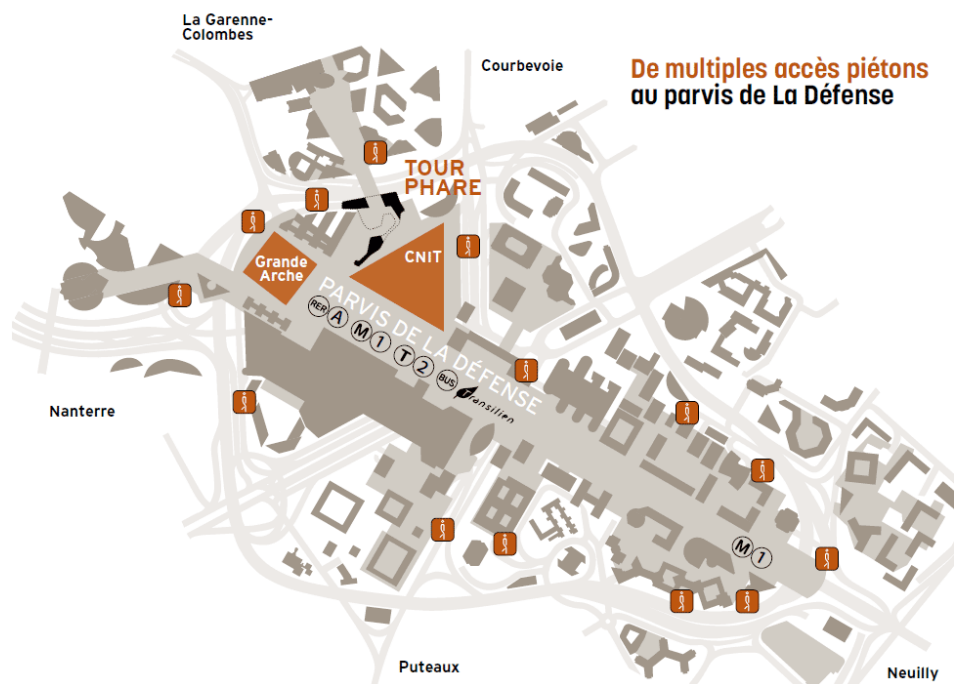 La Garenne-
Colombes
Courbevoie
De multiples accès piétons
au parvis de La Défense
TOUR
PHARE
CNIT
Grande
Arche
PARVIS DE LA DÉFENSE
RER A M 1 T 2 BUS Transilien
Nanterre
M 1
Puteaux
Neuilly